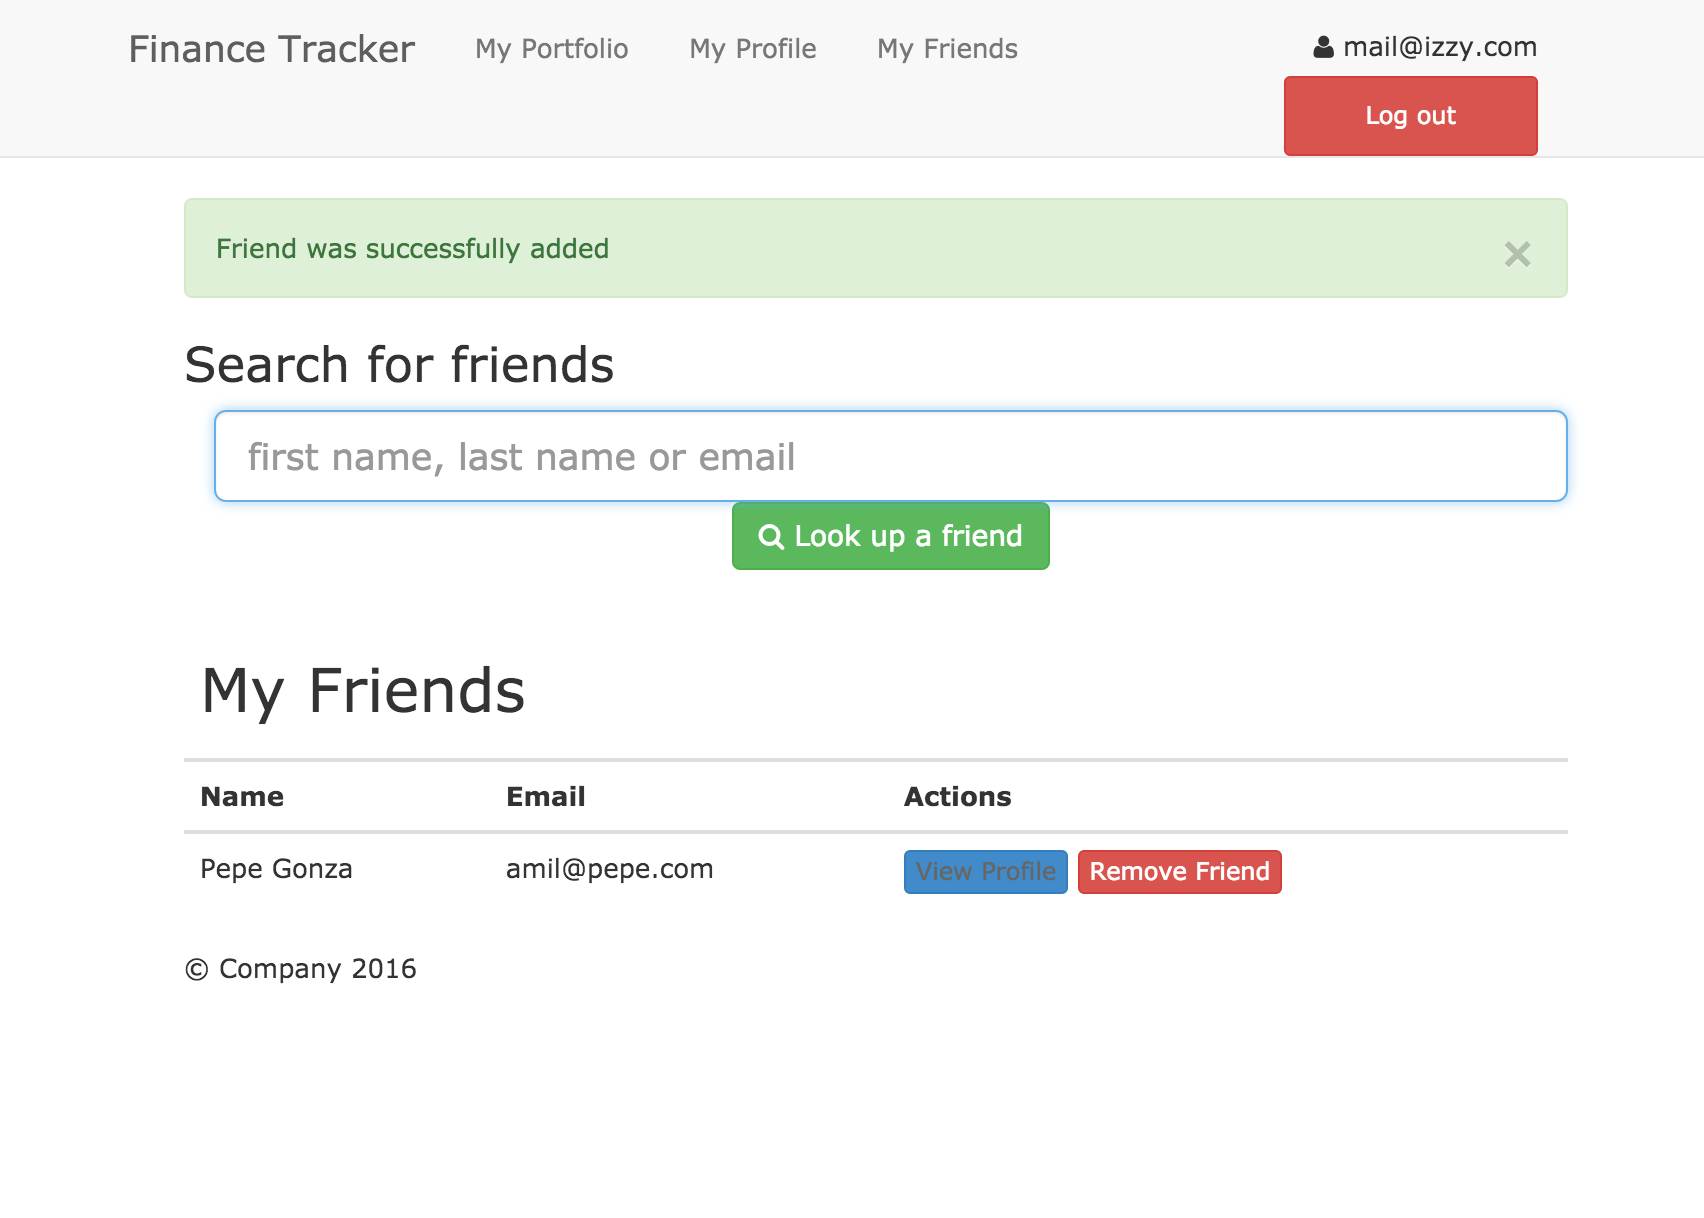 Finance Tracker My Portfolio My Profile My Friends mail@izzy.com
Log out
Friend was successfully added ×
Search for friends
first name, last name or email
Look up a friend
My Friends
Name Email Actions
Pepe Gonza amil@pepe.com View Profile Remove Friend
© Company 2016